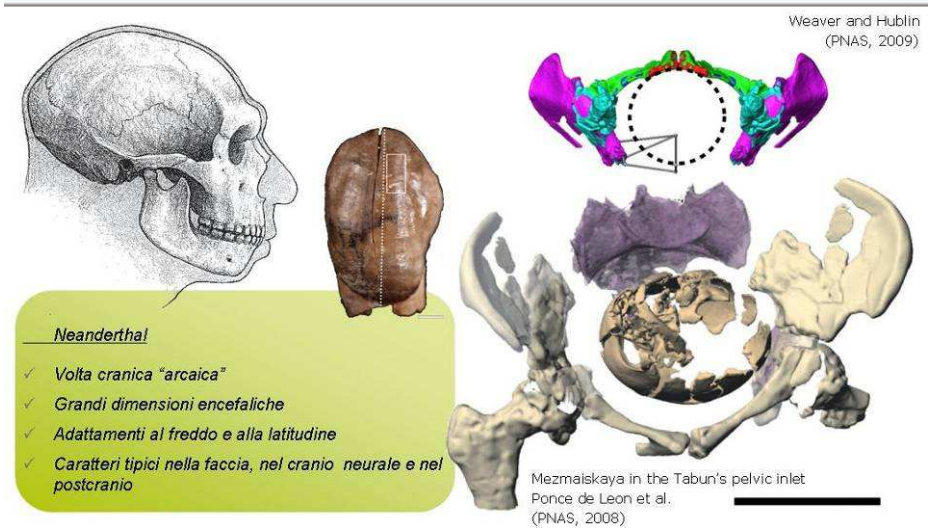 Weaver and Hublin
(PNAS, 2009)
Neanderthal
✓ Volta cranica “arcaica”
✓ Grandi dimensioni encefaliche
✓ Adattamenti al freddo e alla latitudine
✓ Caratteri tipici nella faccia, nel cranio neurale e nel
postcranio
Mezmaiskaya in the Tabun's pelvic inlet
Ponce de Leon et al.
(PNAS, 2008)